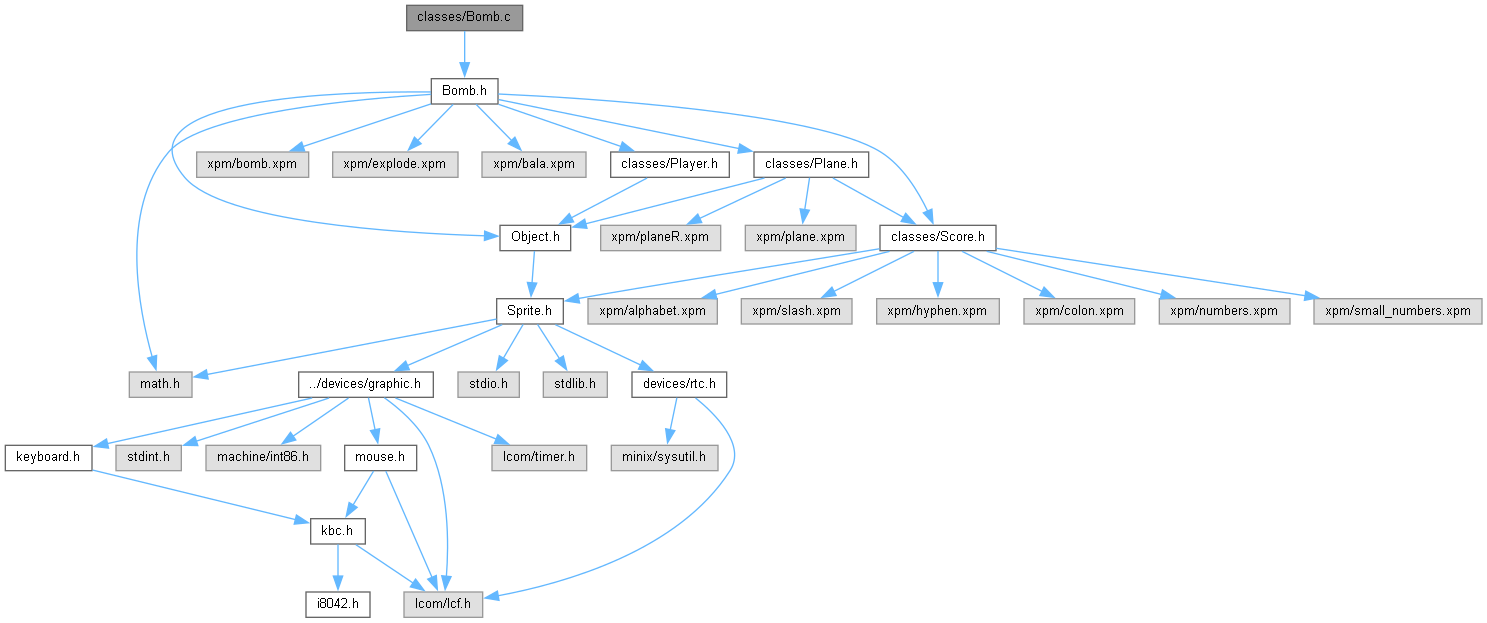 classes/Bomb.c
Bomb.h
xpm/bomb.xpm
xpm/explode.xpm
xpm/bala.xpm
classes/Player.h
classes/Plane.h
Object.h
xpm/planeR.xpm
xpm/plane.xpm
classes/Score.h
Sprite.h
xpm/alphabet.xpm
xpm/slash.xpm
xpm/hyphen.xpm
xpm/colon.xpm
xpm/numbers.xpm
xpm/small_numbers.xpm
math.h
../devices/graphic.h
stdio.h
stdlib.h
devices/rtc.h
keyboard.h
stdint.h
machine/int86.h
mouse.h
lcom/timer.h
minix/sysutil.h
kbc.h
i8042.h
lcom/lcf.h